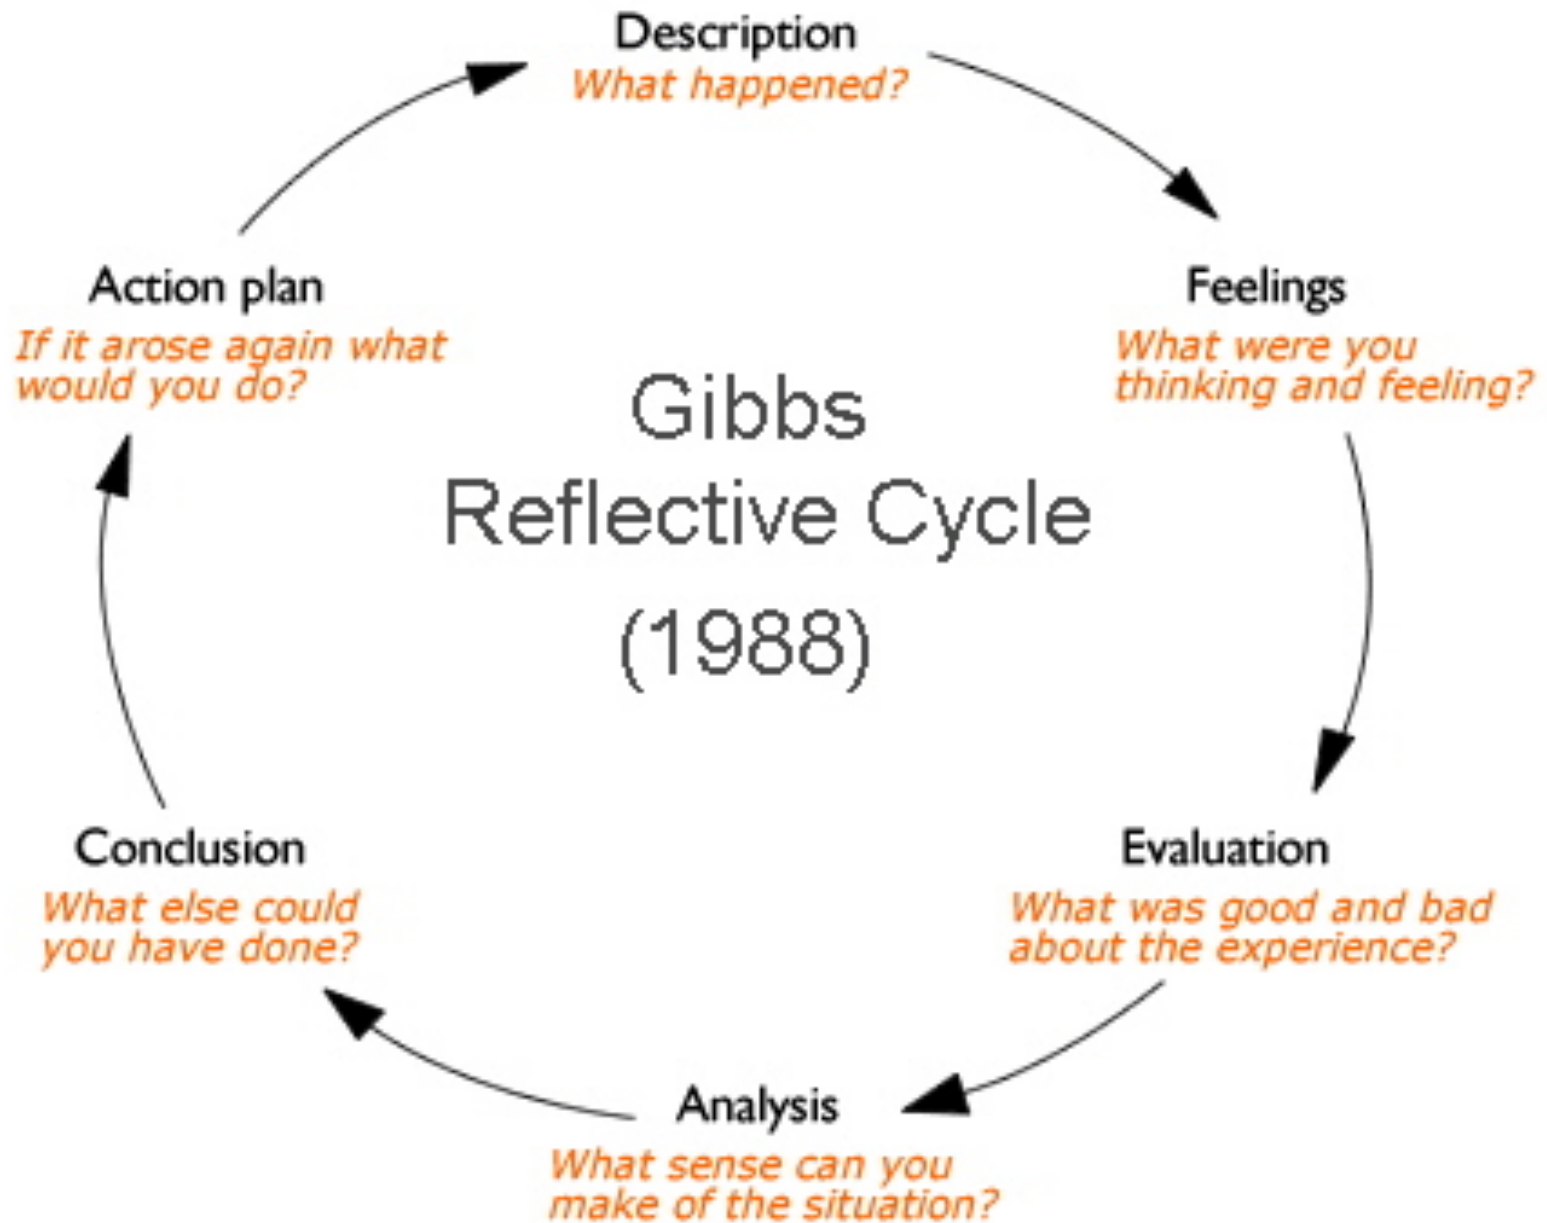 Description
What happened?
Feelings
What were you
thinking and feeling?
Evaluation
What was good and bad
about the experience?
Analysis
What sense can you
make of the situation?
Conclusion
What else could
you have done?
Action plan
If it arose again what
would you do?
Gibbs
Reflective Cycle
(1988)